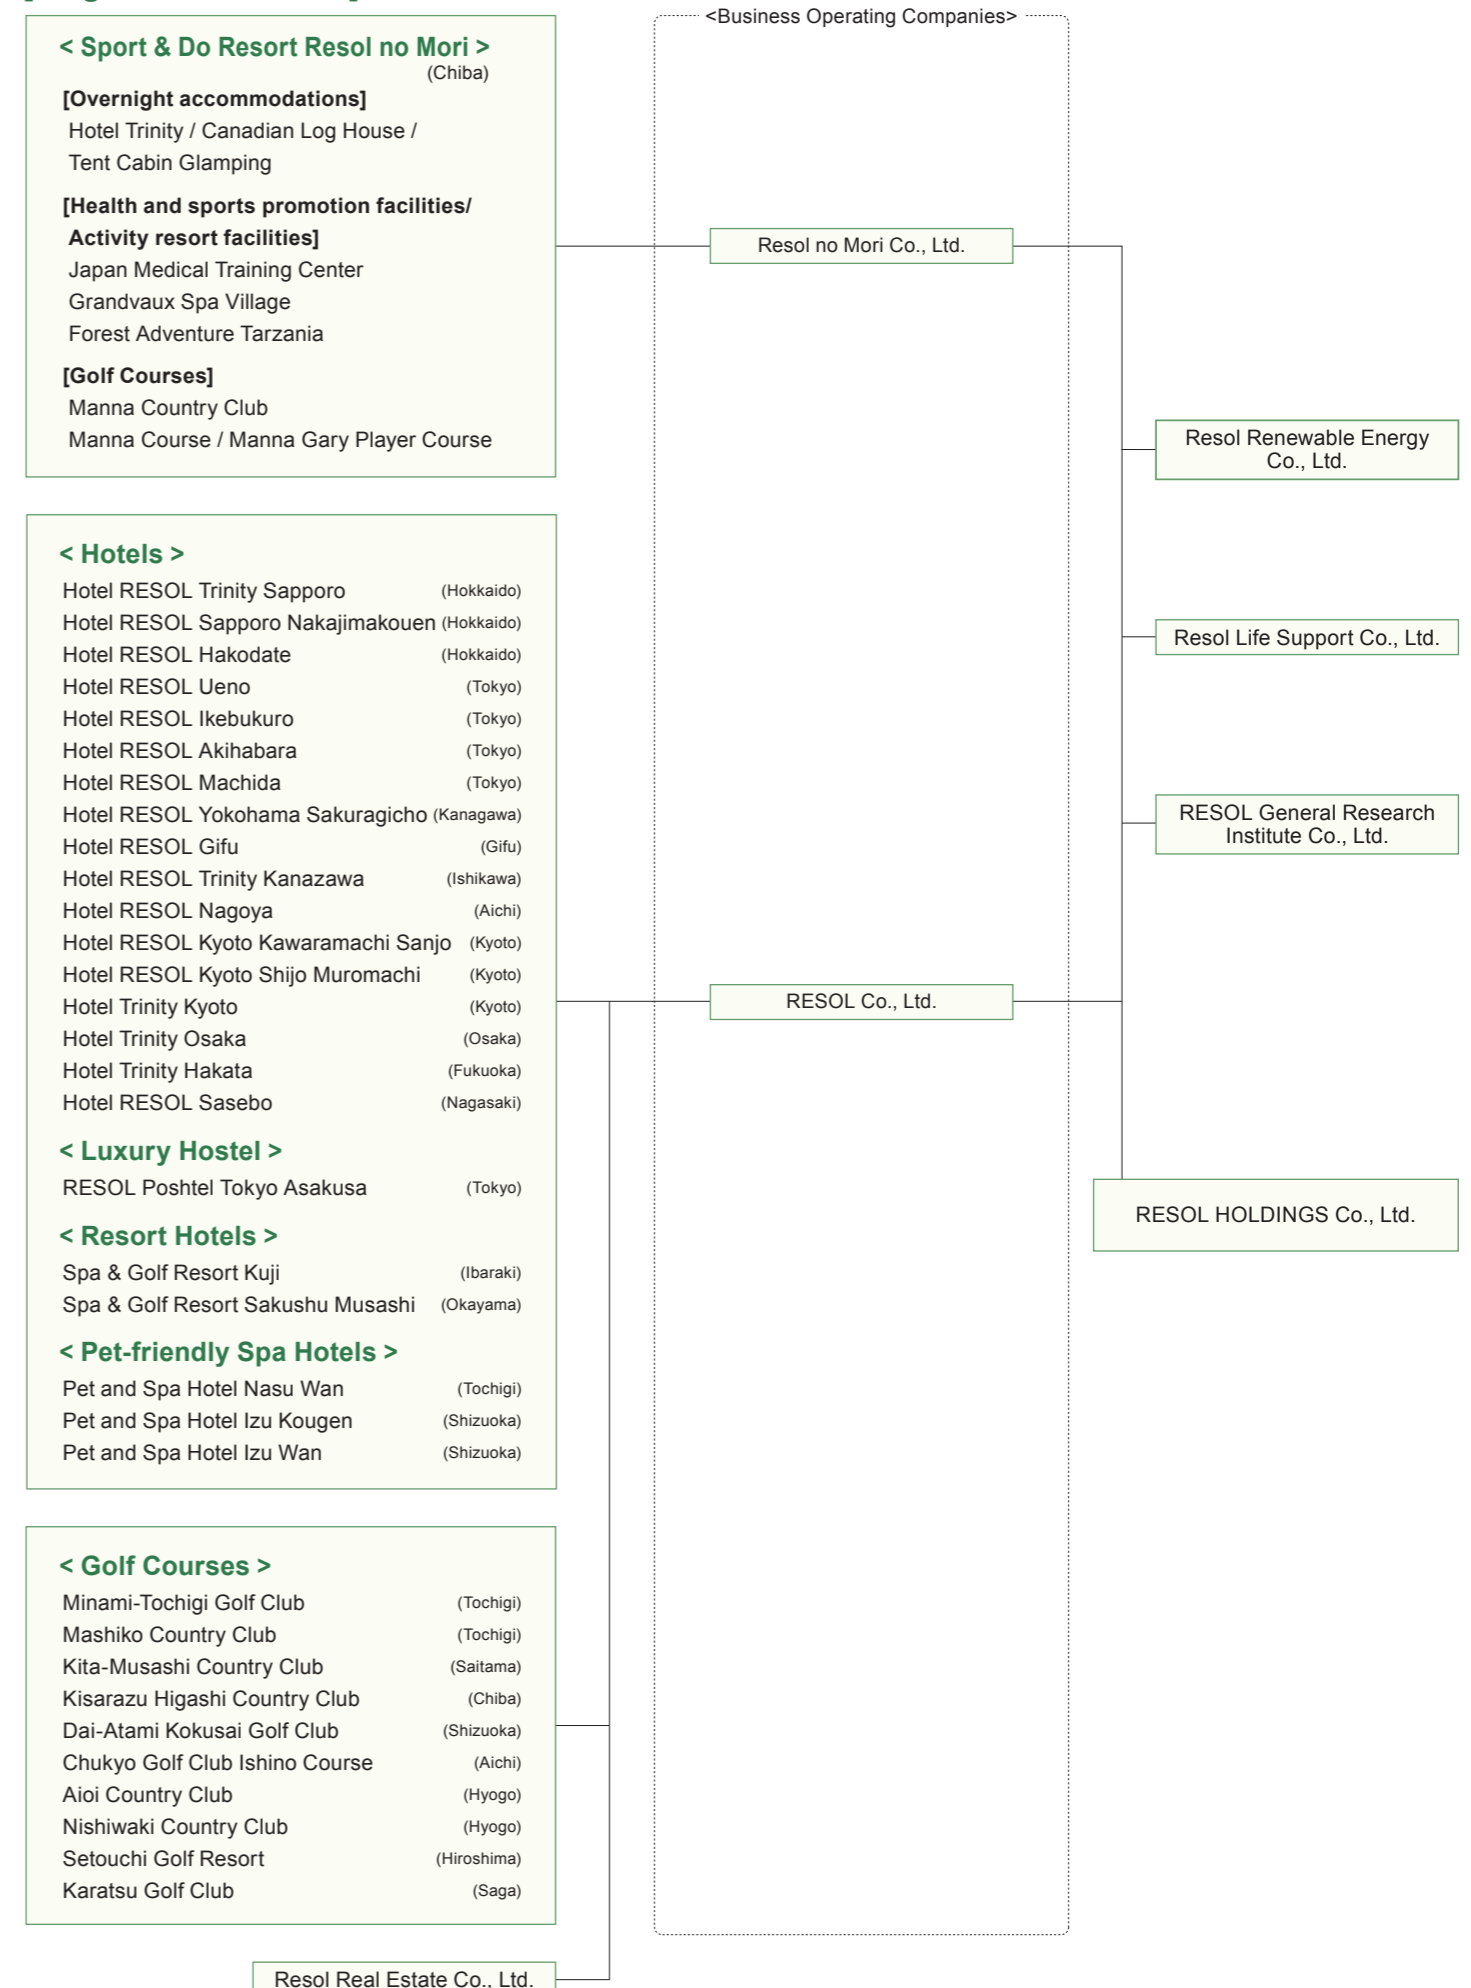 < Sport & Do Resort Resol no Mori >
(Chiba)
[Overnight accommodations]
Hotel Trinity / Canadian Log House /
Tent Cabin Glamping
[Health and sports promotion facilities/
Activity resort facilities]
Japan Medical Training Center
Grandvaux Spa Village
Forest Adventure Tarzania
[Golf Courses]
Manna Country Club
Manna Course / Manna Gary Player Course
< Hotels >
Hotel RESOL Trinity Sapporo (Hokkaido)
Hotel RESOL Sapporo Nakajimakouen (Hokkaido)
Hotel RESOL Hakodate (Hokkaido)
Hotel RESOL Ueno (Tokyo)
Hotel RESOL Ikebukuro (Tokyo)
Hotel RESOL Akihabara (Tokyo)
Hotel RESOL Machida (Tokyo)
Hotel RESOL Yokohama Sakuragicho (Kanagawa)
Hotel RESOL Gifu (Gifu)
Hotel RESOL Trinity Kanazawa (Ishikawa)
Hotel RESOL Nagoya (Aichi)
Hotel RESOL Kyoto Kawaramachi Sanjo (Kyoto)
Hotel RESOL Kyoto Shijo Muromachi (Kyoto)
Hotel Trinity Kyoto (Kyoto)
Hotel Trinity Osaka (Osaka)
Hotel Trinity Hakata (Fukuoka)
Hotel RESOL Sasebo (Nagasaki)
< Luxury Hostel >
RESOL Poshtel Tokyo Asakusa (Tokyo)
< Resort Hotels >
Spa & Golf Resort Kuji (Ibaraki)
Spa & Golf Resort Sakushu Musashi (Okayama)
< Pet-friendly Spa Hotels >
Pet and Spa Hotel Nasu Wan (Tochigi)
Pet and Spa Hotel Izu Kougen (Shizuoka)
Pet and Spa Hotel Izu Wan (Shizuoka)
< Golf Courses >
Minami-Tochigi Golf Club (Tochigi)
Mashiko Country Club (Tochigi)
Kita-Musashi Country Club (Saitama)
Kisarazu Higashi Country Club (Chiba)
Dai-Atami Kokusai Golf Club (Shizuoka)
Chukyo Golf Club Ishino Course (Aichi)
Aioi Country Club (Hyogo)
Nishiwaki Country Club (Hyogo)
Setouchi Golf Resort (Hiroshima)
Karatsu Golf Club (Saga)
Resol Real Estate Co., Ltd.
<Business Operating Companies>
Resol no Mori Co., Ltd.
RESOL Co., Ltd.
Resol Renewable Energy
Co., Ltd.
Resol Life Support Co., Ltd.
RESOL General Research
Institute Co., Ltd.
RESOL HOLDINGS Co., Ltd.